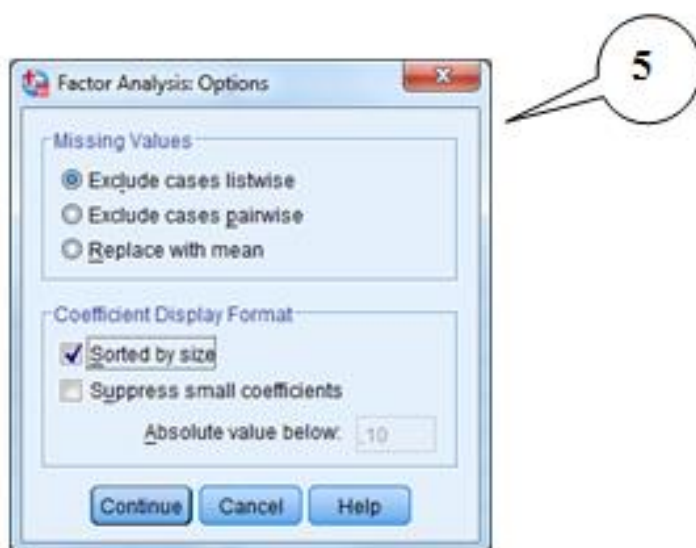 5
Factor Analysis: Options
Missing Values
Exclude cases listwise
Exclude cases pairwise
Replace with mean
Coefficient Display Format
Sorted by size
Suppress small coefficients
Absolute value below: .10
Continue Cancel Help